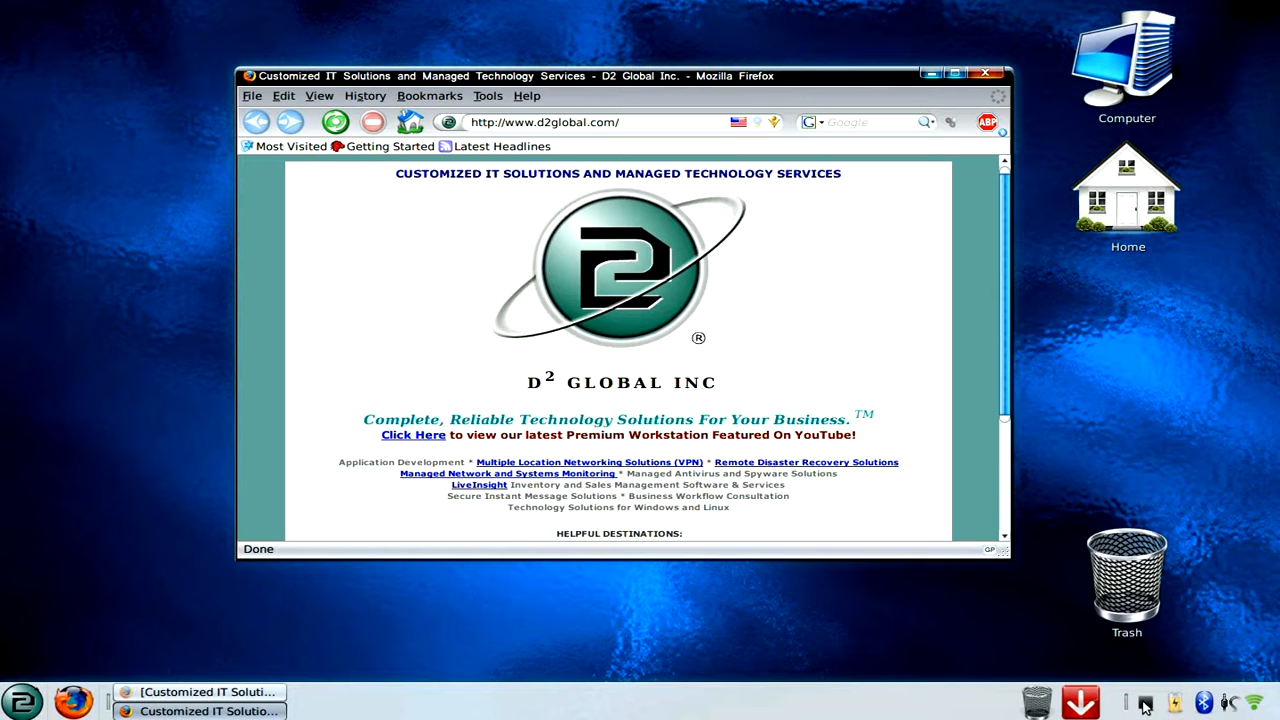 Customized IT Solutions and Managed Technology Services - D2 Global Inc. - Mozilla Firefox
File Edit View History Bookmarks Tools Help
http://www.d2global.com/
G Google
ABP
Most Visited Getting Started Latest Headlines
CUSTOMIZED IT SOLUTIONS AND MANAGED TECHNOLOGY SERVICES
2
®
D² GLOBAL INC
Complete, Reliable Technology Solutions For Your Business. TM
Click Here to view our latest Premium Workstation Featured On YouTube!
Application Development * Multiple Location Networking Solutions (VPN) * Remote Disaster Recovery Solutions
Managed Network and Systems Monitoring * Managed Antivirus and Spyware Solutions
LiveInsight Inventory and Sales Management Software & Services
Secure Instant Message Solutions * Business Workflow Consultation
Technology Solutions for Windows and Linux
HELPFUL DESTINATIONS:
Done
GP
Computer
Home
Trash
2
[Customized IT Soluti...
Customized IT Solutio...